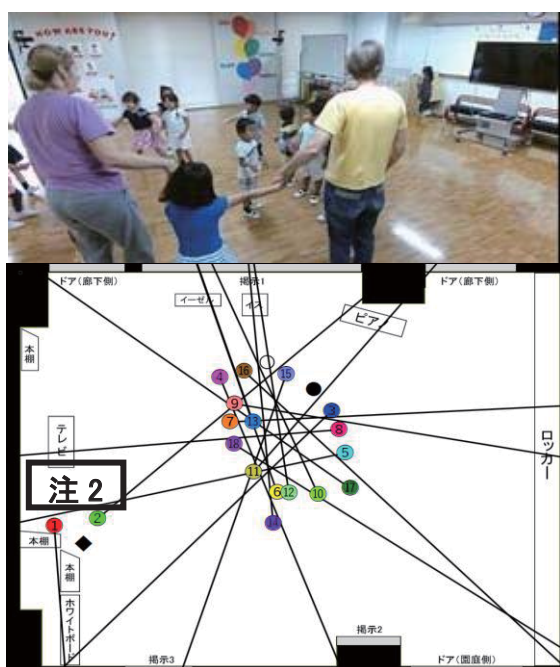 HOW ARE YOU?
ドア(廊下側)
掲示1
ドア(廊下側)
イーゼル
イス
ピアノ
本棚
4
16
15
9
3
7
13
8
18
テレビ
5
ロッカー
11
注2
6
12
10
17
2
1
14
本棚
本棚
ホワイトボード
掲示2
掲示3
ドア(園庭側)